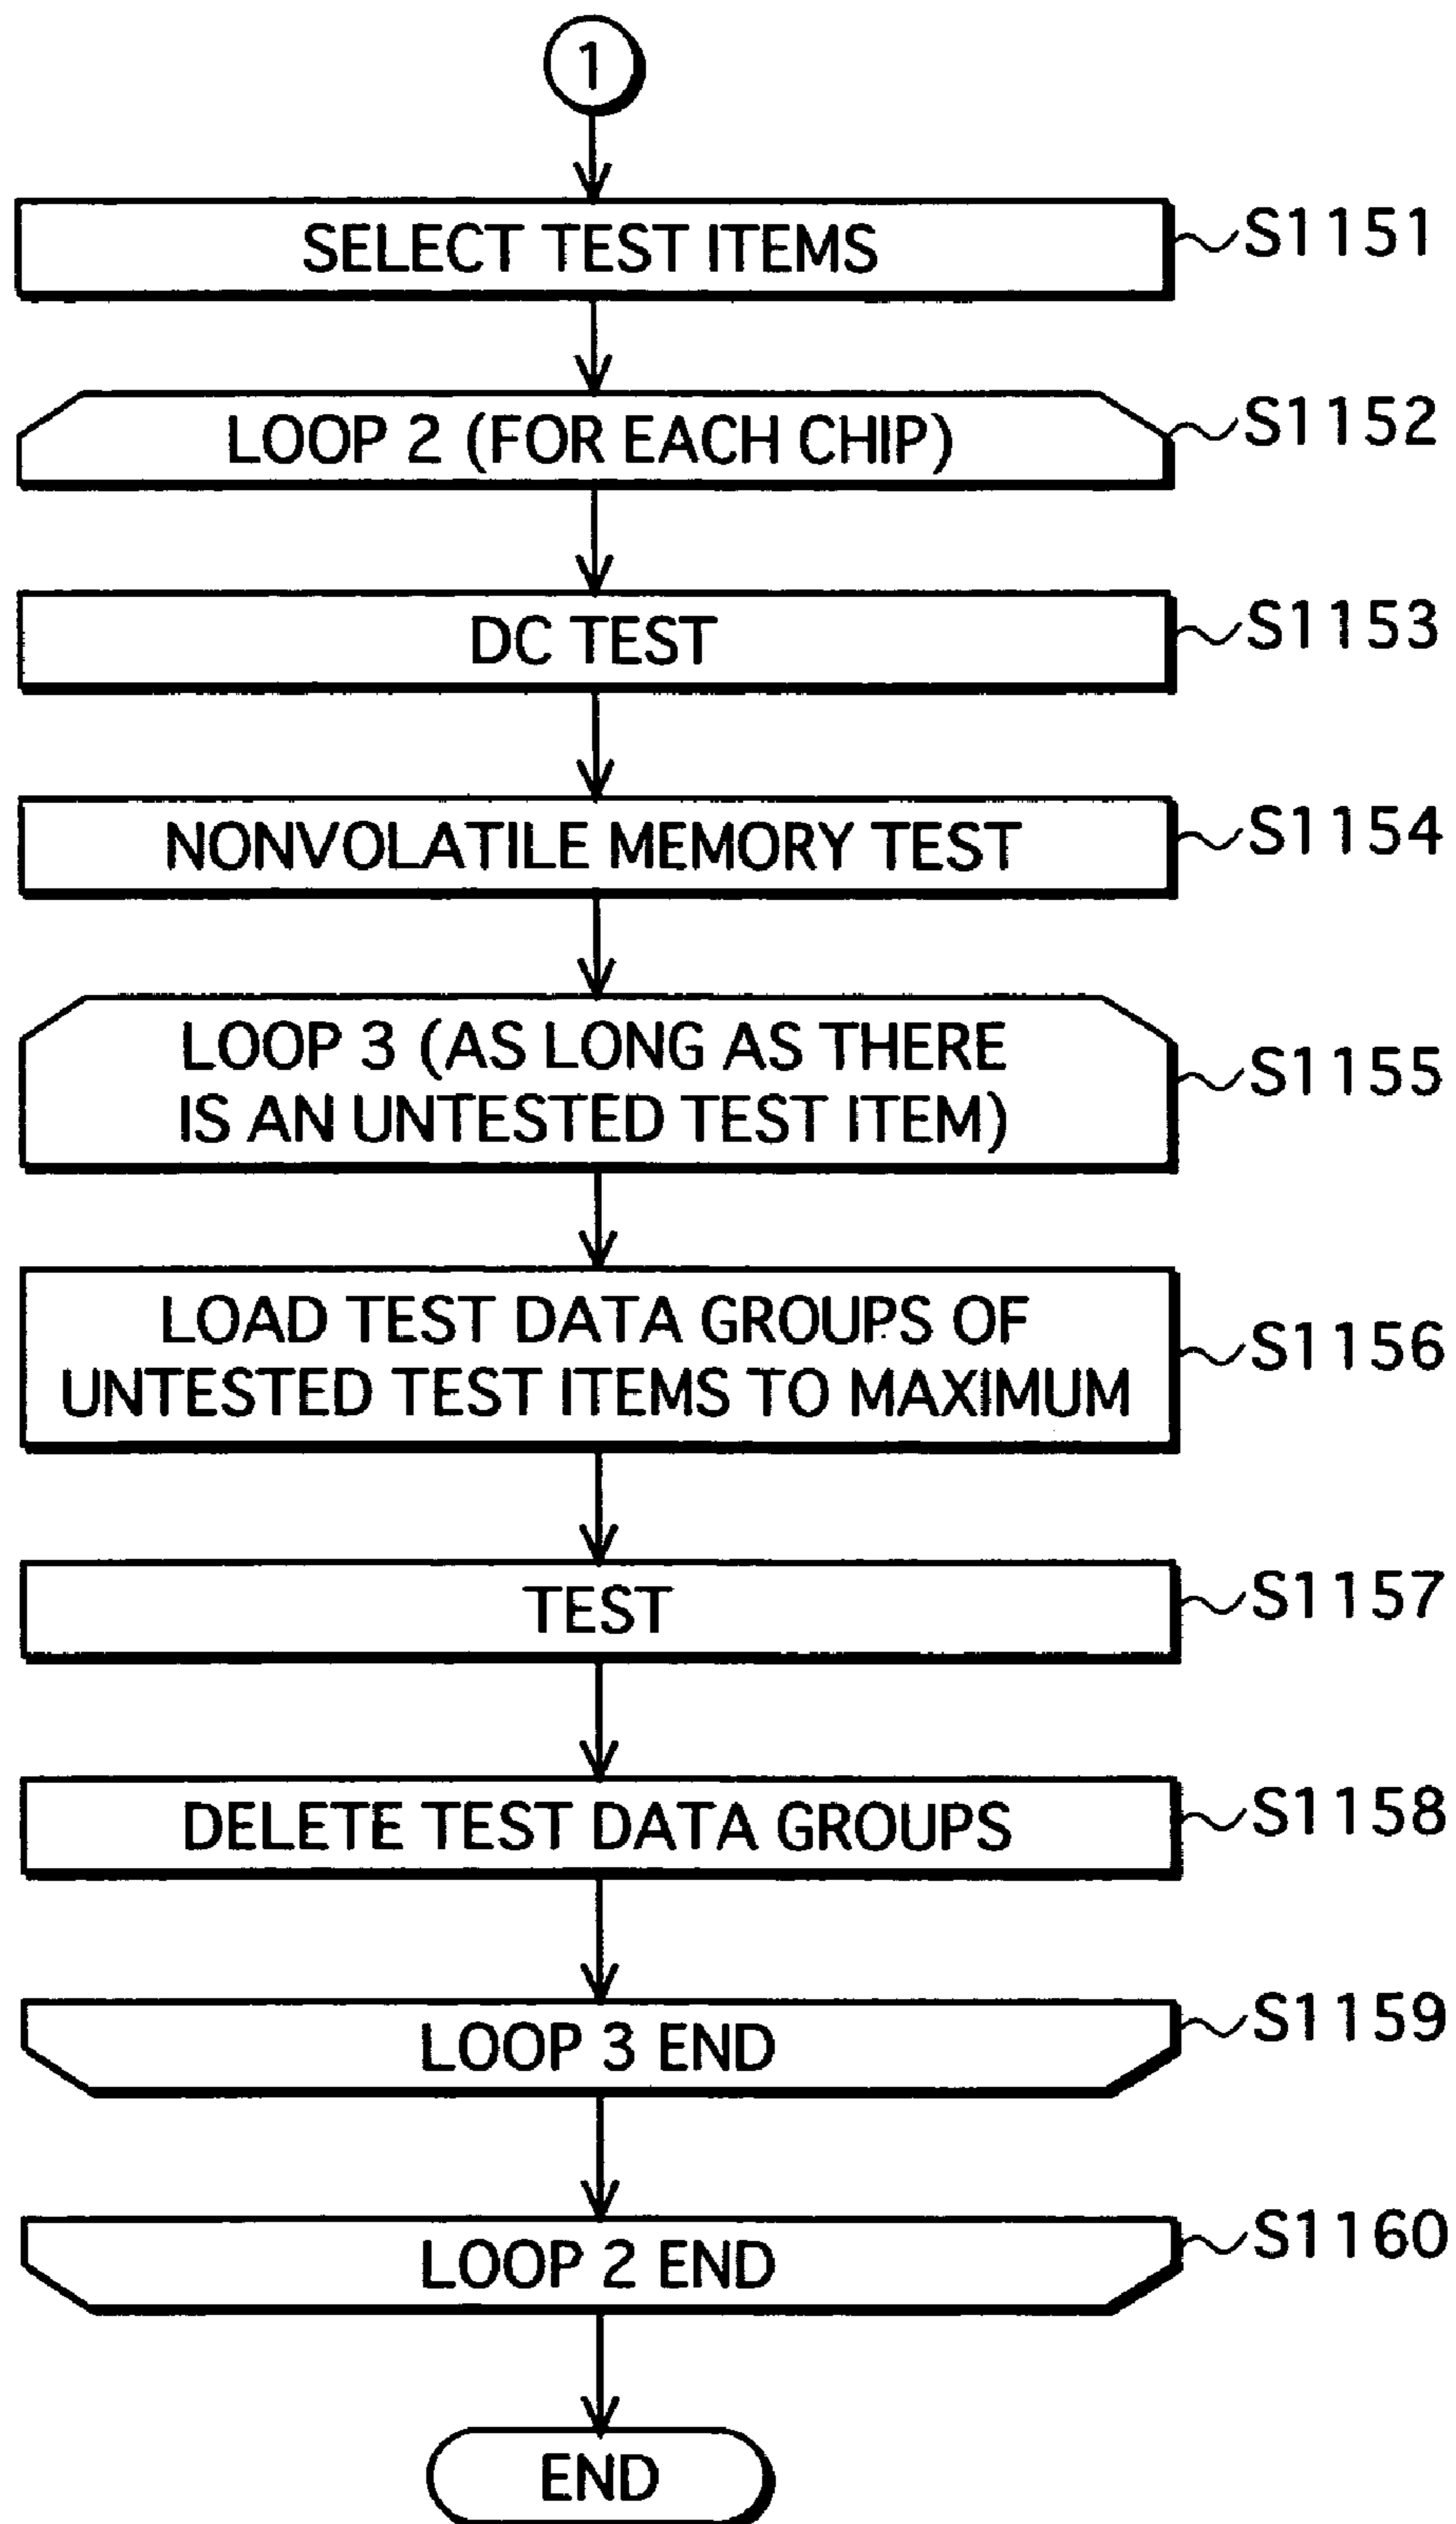 1
SELECT TEST ITEMS
S1151
LOOP 2 (FOR EACH CHIP)
S1152
DC TEST
S1153
NONVOLATILE MEMORY TEST
S1154
LOOP 3 (AS LONG AS THERE
IS AN UNTESTED TEST ITEM)
S1155
LOAD TEST DATA GROUPS OF
UNTESTED TEST ITEMS TO MAXIMUM
S1156
TEST
S1157
DELETE TEST DATA GROUPS
S1158
LOOP 3 END
S1159
LOOP 2 END
S1160
END